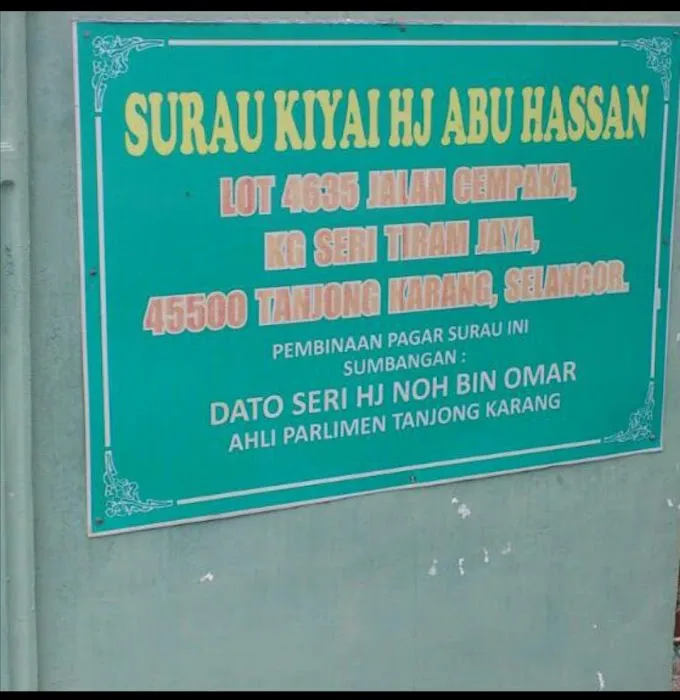 SURAU KIYAI HJ ABU HASSAN
LOT 4635 JALAN CEMPAKA,
KG SERI TIRAM JAYA,
45500 TANJONG KARANG, SELANGOR.
PEMBINAAN PAGAR SURAU INI
SUMBANGAN :
DATO SERI HJ NOH BIN OMAR
AHLI PARLIMEN TANJONG KARANG